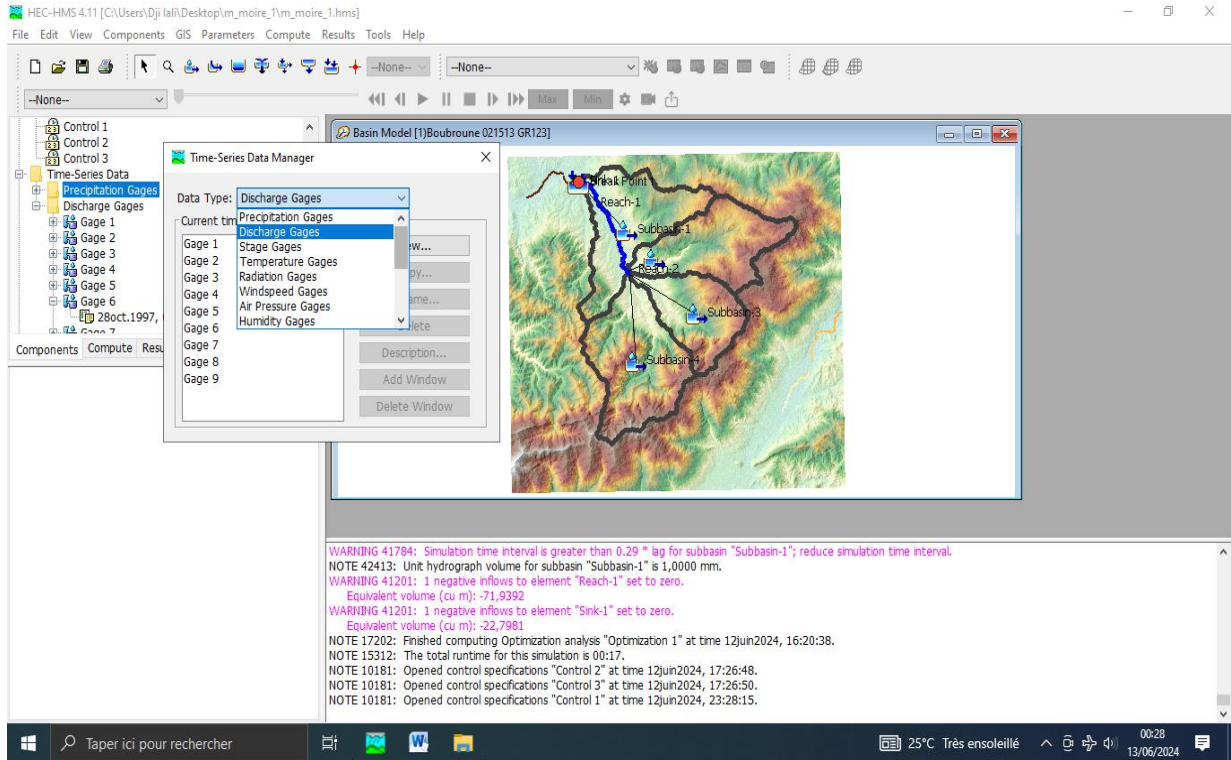 HEC-HMS 4.11 [C:\Users\Dji lali\Desktop\m_moire_1\m_moire_1.hms]
File Edit View Components GIS Parameters Compute Results Tools Help
--None-- --None--
--None-- Max Min
Control 1
Control 2
Control 3
Time-Series Data
Precipitation Gages
Discharge Gages
Gage 1
Gage 2
Gage 3
Gage 4
Gage 5
Gage 6
28oct.1997,
Gage 7
Components Compute Resu
Time-Series Data Manager
Data Type: Discharge Gages
Current tim
Precipitation Gages
Discharge Gages
Stage Gages
Temperature Gages
Radiation Gages
Windspeed Gages
Air Pressure Gages
Humidity Gages
Gage 1
Gage 2
Gage 3
Gage 4
Gage 5
Gage 6
Gage 7
Gage 8
Gage 9
Description...
Add Window
Delete Window
Basin Model [1)Boubroune 021513 GR123]
Point
Reach-1
Subbasin-1
Reach-2
Subbasin-3
Subbasin-4
WARNING 41784: Simulation time interval is greater than 0.29 * lag for subbasin "Subbasin-1"; reduce simulation time interval.
NOTE 42413: Unit hydrograph volume for subbasin "Subbasin-1" is 1,0000 mm.
WARNING 41201: 1 negative inflows to element "Reach-1" set to zero.
Equivalent volume (cu m): -71,9392
WARNING 41201: 1 negative inflows to element "Sink-1" set to zero.
Equivalent volume (cu m): -22,7981
NOTE 17202: Finished computing Optimization analysis "Optimization 1" at time 12juin2024, 16:20:38.
NOTE 15312: The total runtime for this simulation is 00:17.
NOTE 10181: Opened control specifications "Control 2" at time 12juin2024, 17:26:48.
NOTE 10181: Opened control specifications "Control 3" at time 12juin2024, 17:26:50.
NOTE 10181: Opened control specifications "Control 1" at time 12juin2024, 23:28:15.
Taper ici pour rechercher
25°C Très ensoleillé
00:28
13/06/2024